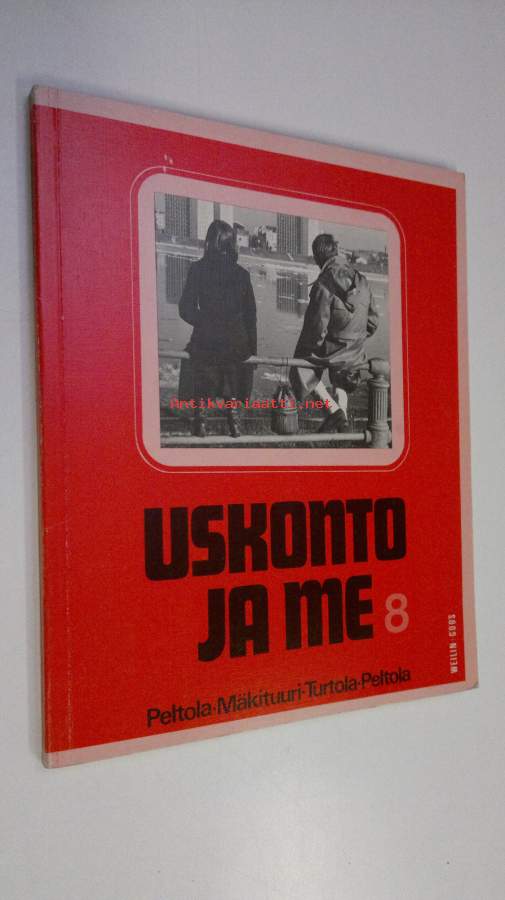 Antikvariaatti.net
USKONTO
JA ME 8
WEILIN+GÖÖS
Peltola·Mäkituuri·Turtola·Peltola